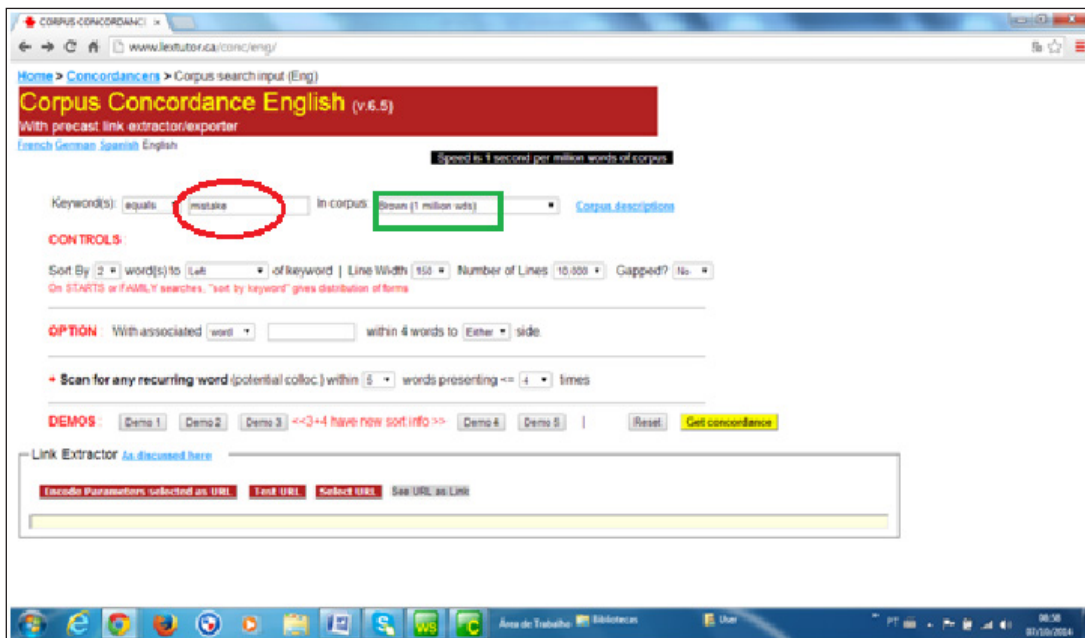 CORPUS CONCORDANC
www.lextutor.ca/conc/eng/
Home > Concordancers > Corpus search input (Eng)
Corpus Concordance English (v.6.5)
With precast link extractor/exporter
French German Spanish English
Speed is 1 second per million words of corpus
Keyword(s): equals mistake In corpus: Brown (1 million wds) Corpus descriptions
CONTROLS:
Sort By 2 word(s) to Left of keyword | Line Width 150 Number of Lines 10,000 Gapped? No
On STARTS or FAMILY searches, "sort by keyword" gives distribution of forms
OPTION: With associated word within 4 words to Either side.
+ Scan for any recurring word (potential colloc.) within 5 words presenting <= 4 times
DEMOS: Demo 1 Demo 2 Demo 3 <<3+4 have new sort info >> Demo 4 Demo 5 | Reset Get concordance
Link Extractor As discussed here
Encode Parameters selected as URL Test URL Select URL See URL as Link
Área de Trabalho Bibliotecas User PT 08:58
07/10/2014